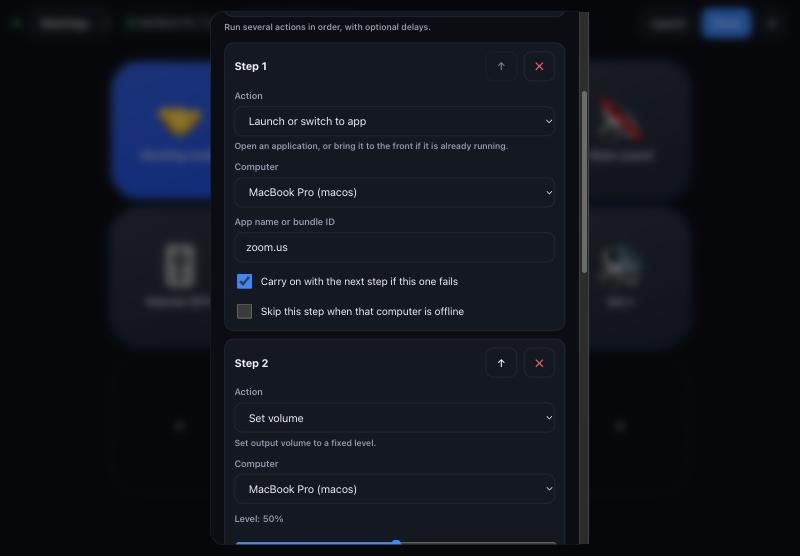 Run several actions in order, with optional delays.
Step 1
Action
Launch or switch to app
Open an application, or bring it to the front if it is already running.
Computer
MacBook Pro (macos)
App name or bundle ID
zoom.us
Carry on with the next step if this one fails
Skip this step when that computer is offline
Step 2
Action
Set volume
Set output volume to a fixed level.
Computer
MacBook Pro (macos)
Level: 50%